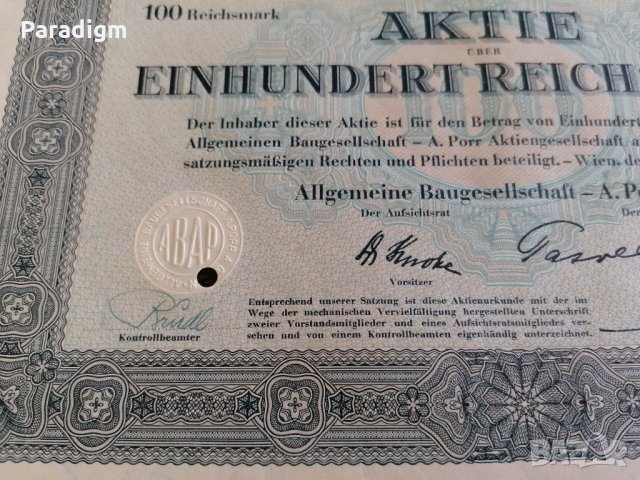 Paradigm
100 Reichsmark
AKTIE
ÜBER
EINHUNDERT REICH
Der Inhaber dieser Aktie ist für den Betrag von Einhundert
Allgemeinen Baugesellschaft – A. Porr Aktiengesellschaft a
satzungsmäßigen Rechten und Pflichten beteiligt. – Wien, de
Allgemeine Baugesellschaft – A. P
Der Aufsichtsrat
De
ABAP
Vorsitzer
Entsprechend unserer Satzung ist diese Aktienurkunde mit der im
Wege der mechanischen Vervielfältigung hergestellten Unterschrift
zweier Vorstandsmitglieder und eines Aufsichtsratsmitgliedes ver-
sehen und von einem Kontrollbeamten eigenhändig unterzeichnet.
Kontrollbeamter
BAZAR